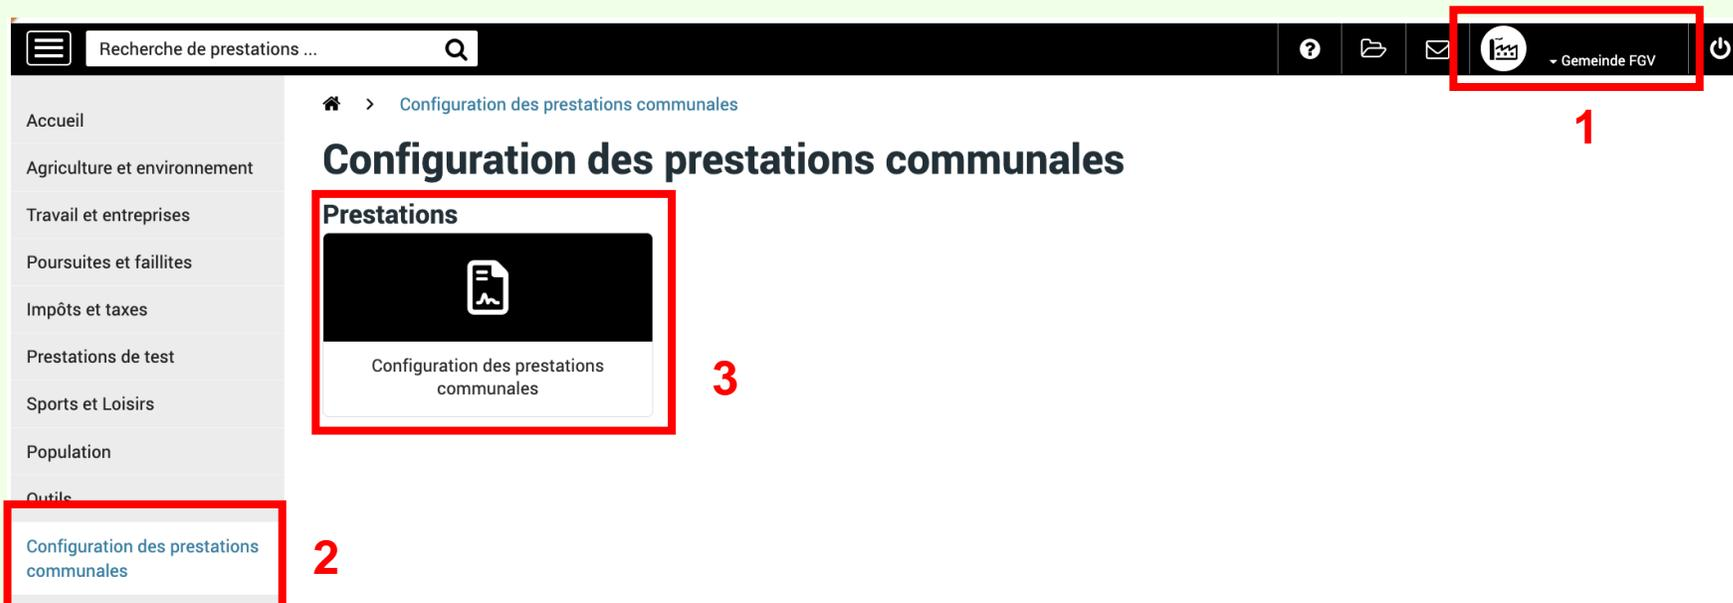 Recherche de prestations ...
Gemeinde FGV
1
Accueil
Agriculture et environnement
Travail et entreprises
Poursuites et faillites
Impôts et taxes
Prestations de test
Sports et Loisirs
Population
Outils
Configuration des prestations
communales
2
Configuration des prestations communales
Configuration des prestations communales
Prestations
Configuration des prestations
communales
3